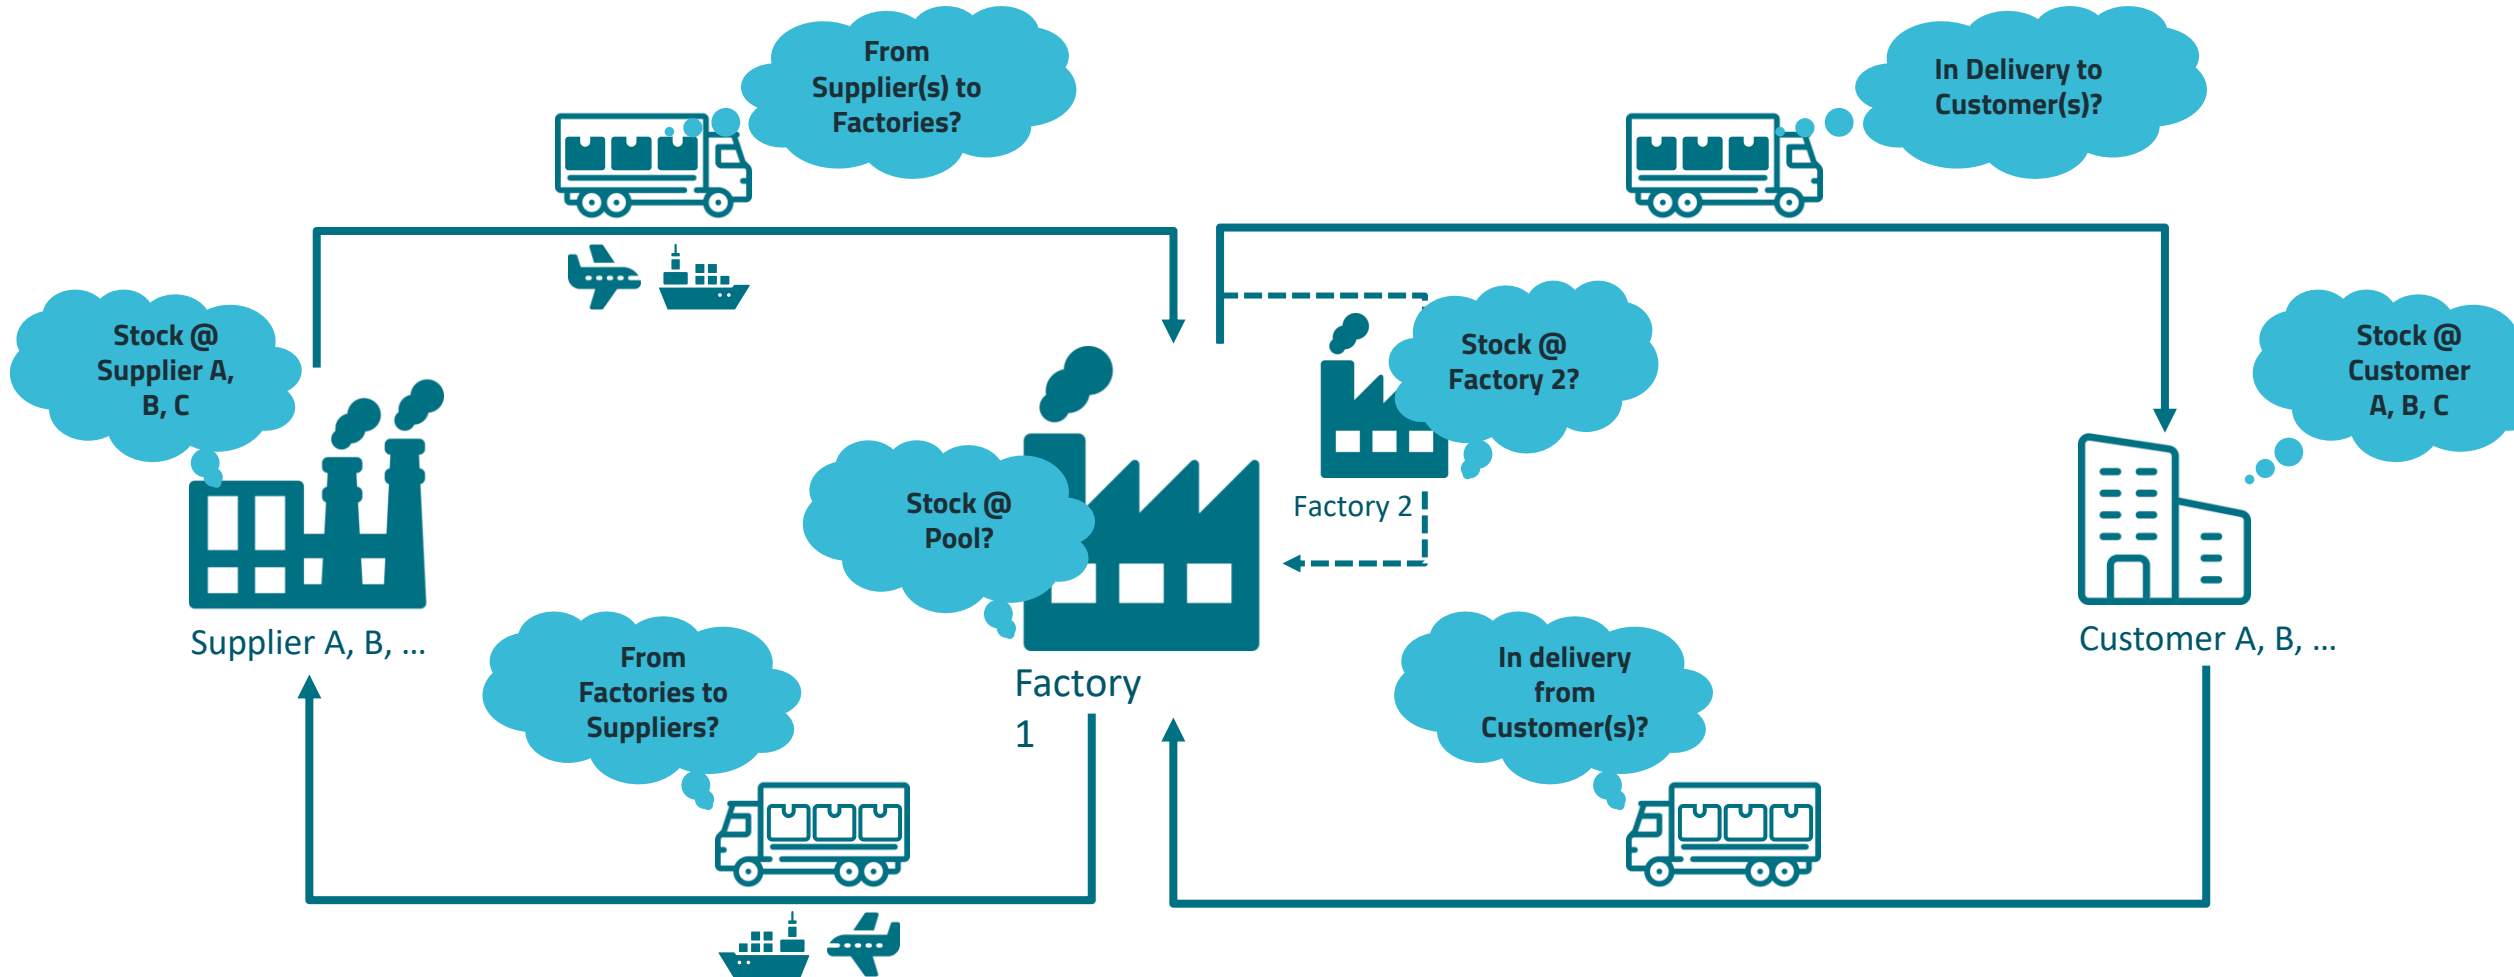 From
Supplier(s) to
Factories?
In Delivery to
Customer(s)?
Stock @
Supplier A,
B, C
Stock @
Factory 2?
Stock @
Customer
A, B, C
Stock @
Pool?
Factory 2
Supplier A, B, ...
From
Factories to
Suppliers?
Factory
1
In delivery
from
Customer(s)?
Customer A, B, ...